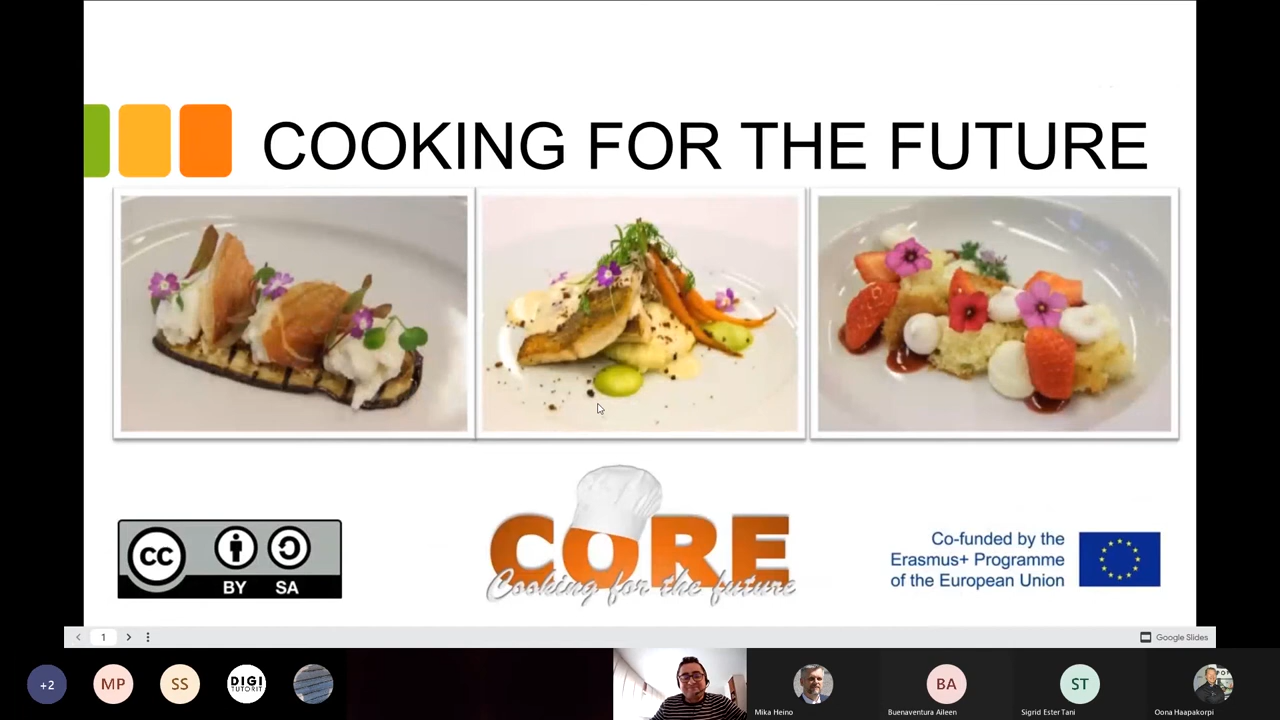 COOKING FOR THE FUTURE
CC
BY SA
CORE
Cooking for the future
Co-funded by the
Erasmus+ Programme
of the European Union
1
Google Slides
+2
MP
SS
DIGI
TUTORIT
BA
ST
Mika Heino
Buenaventura Aileen
Sigrid Ester Tani
Oona Haapakorpi